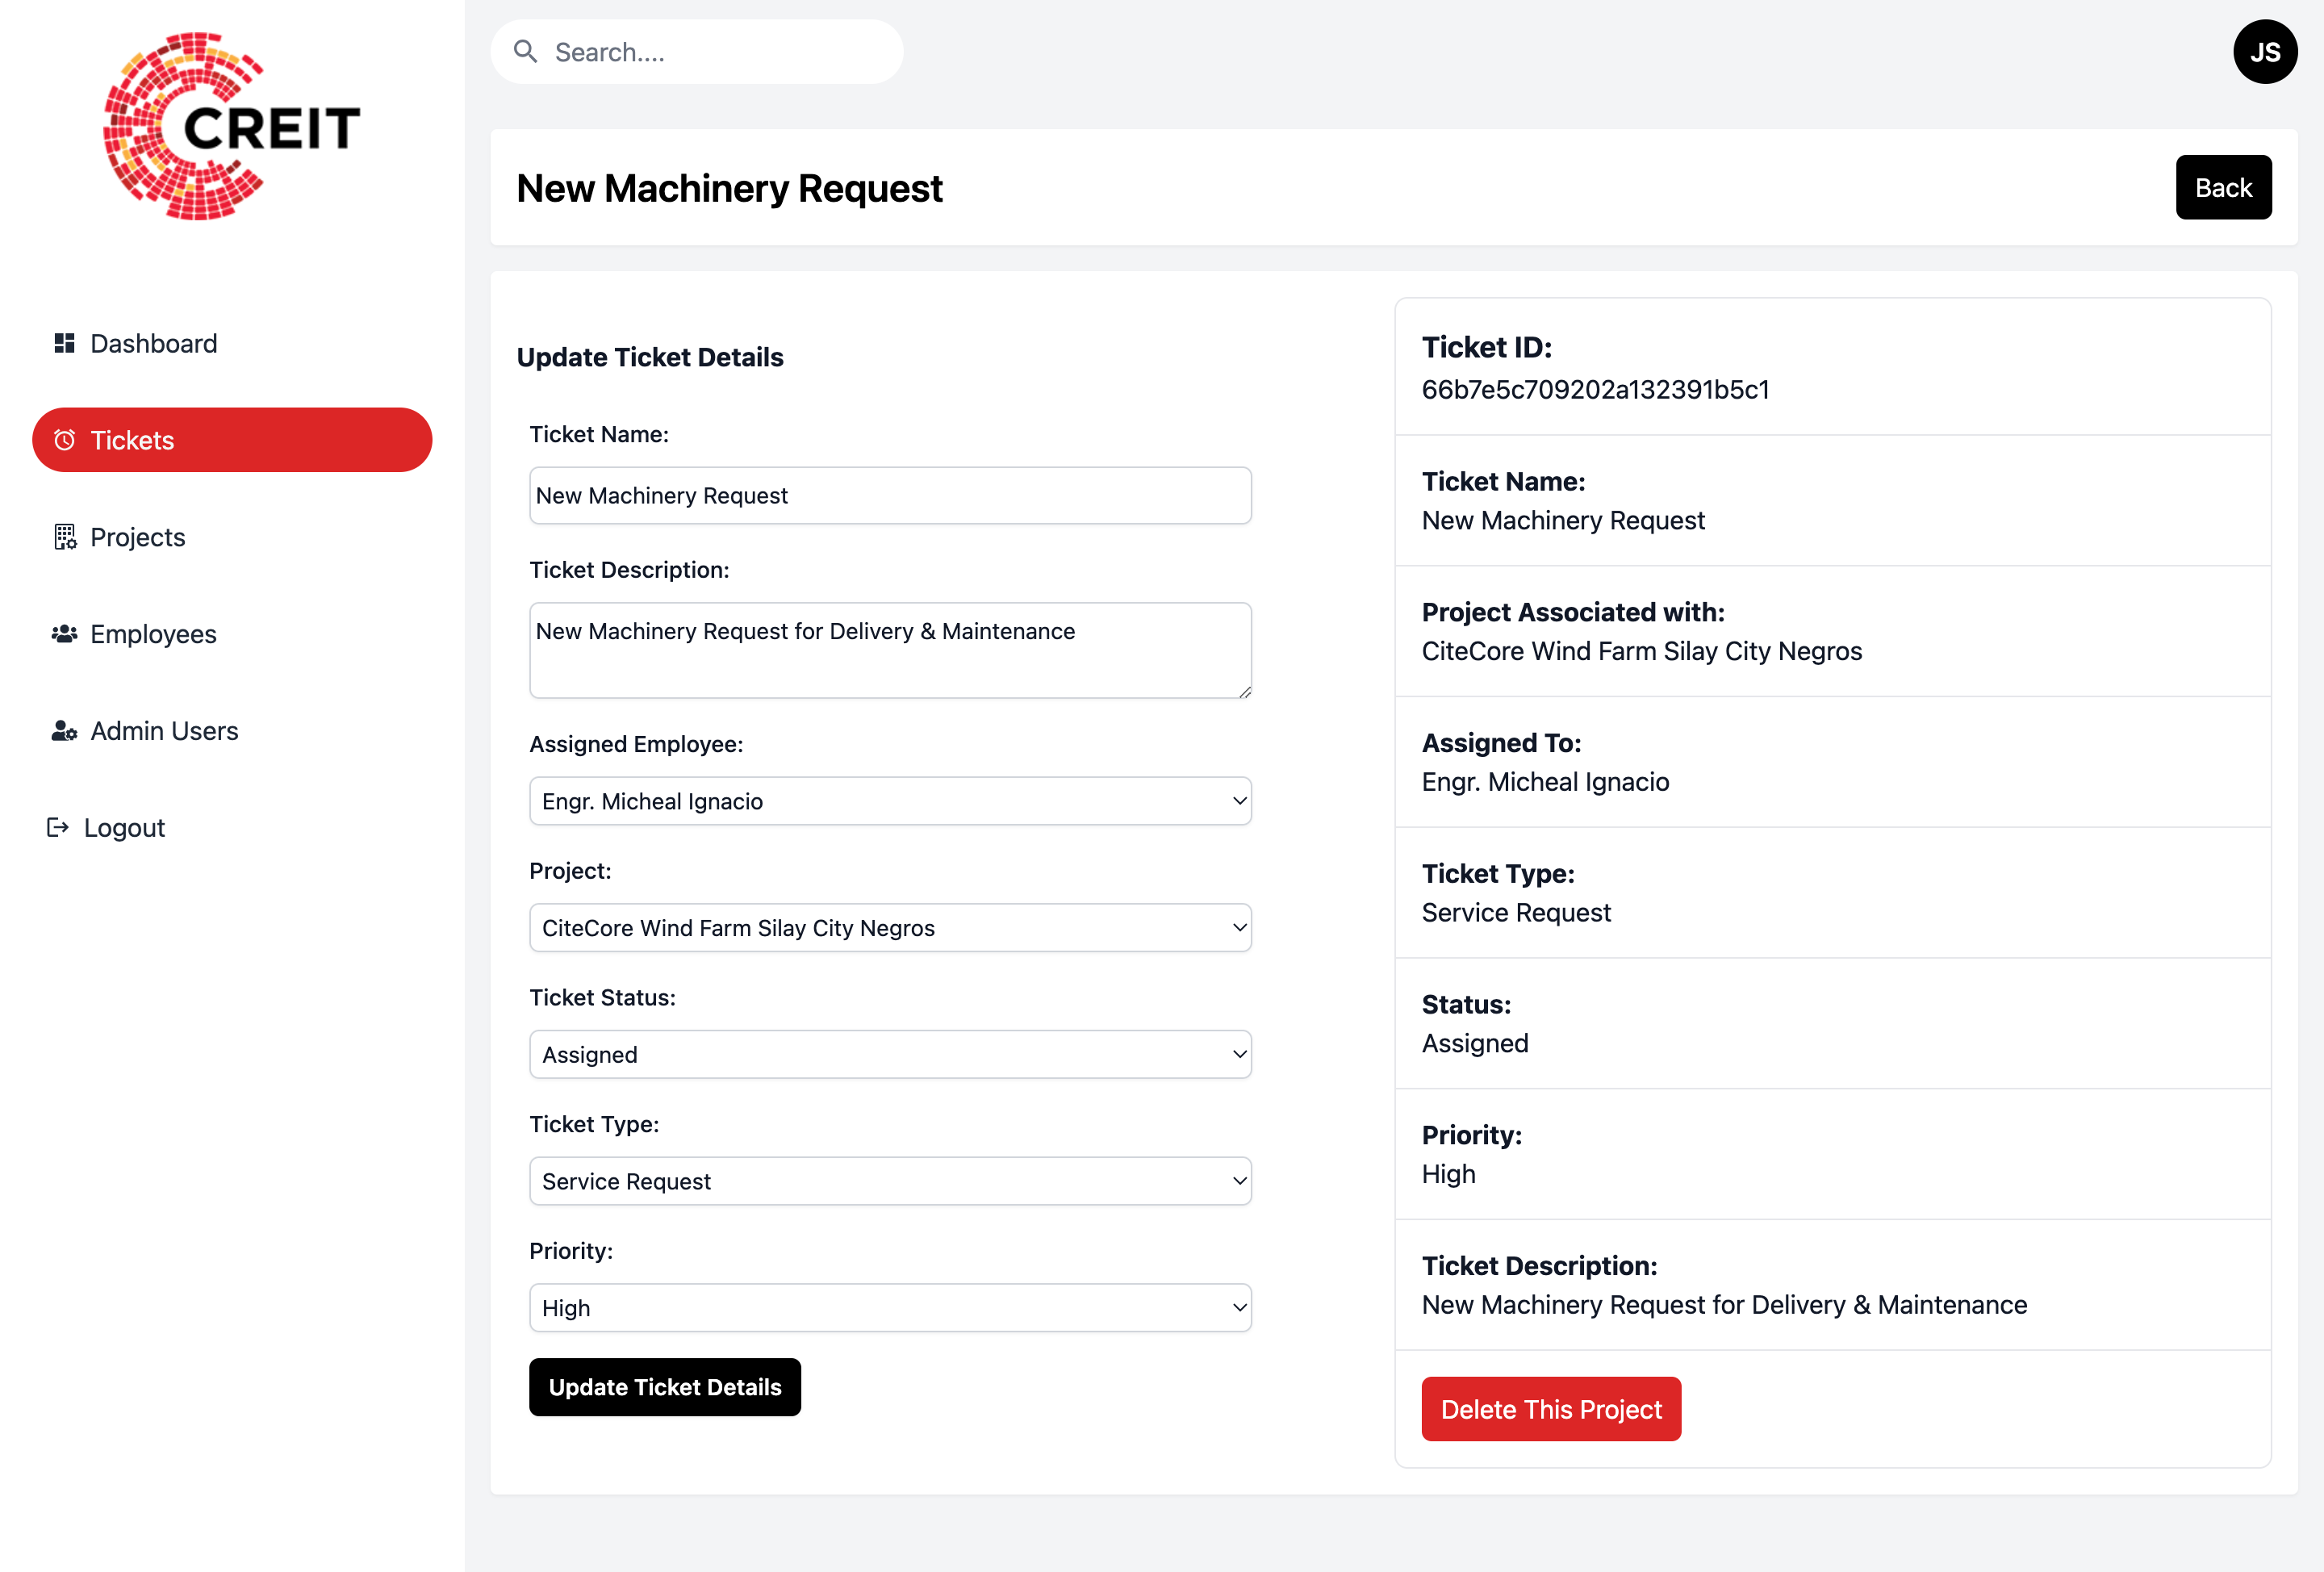 CREIT
Dashboard
Tickets
Projects
Employees
Admin Users
Logout
Search....
JS
New Machinery Request
Back
Update Ticket Details
Ticket Name:
New Machinery Request
Ticket Description:
New Machinery Request for Delivery & Maintenance
Assigned Employee:
Engr. Micheal Ignacio
Project:
CiteCore Wind Farm Silay City Negros
Ticket Status:
Assigned
Ticket Type:
Service Request
Priority:
High
Update Ticket Details
Ticket ID:
66b7e5c709202a132391b5c1
Ticket Name:
New Machinery Request
Project Associated with:
CiteCore Wind Farm Silay City Negros
Assigned To:
Engr. Micheal Ignacio
Ticket Type:
Service Request
Status:
Assigned
Priority:
High
Ticket Description:
New Machinery Request for Delivery & Maintenance
Delete This Project